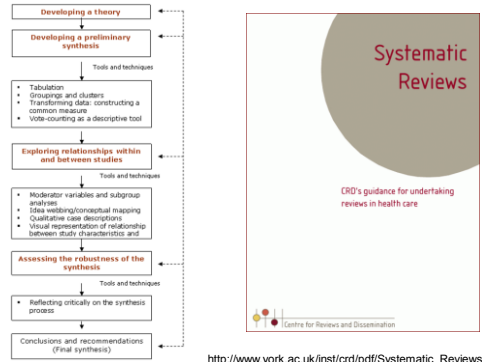 Developing a theory
Developing a preliminary
synthesis
Tools and techniques
• Tabulation
• Groupings and clusters
• Transforming data: constructing a
common measure
• Vote-counting as a descriptive tool
Exploring relationships within
and between studies
Tools and techniques
• Moderator variables and subgroup
analyses
• Idea webbing/conceptual mapping
• Qualitative case descriptions
• Visual representation of relationship
between study characteristics and
Assessing the robustness of the
synthesis
Tools and techniques
• Reflecting critically on the synthesis
process
Conclusions and recommendations
(Final synthesis)
Systematic
Reviews
CRD's guidance for undertaking
reviews in health care
Centre for Reviews and Dissemination
http://www.york.ac.uk/inst/crd/pdf/Systematic_Reviews